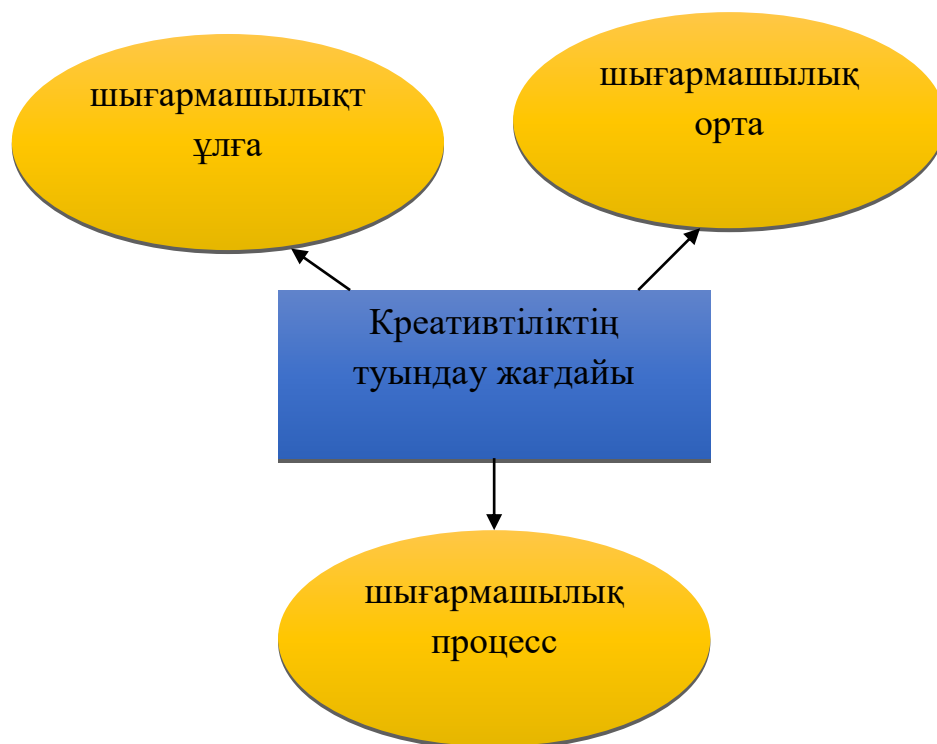 шығармашылықт
ұлға
шығармашылық
орта
Креативтіліктің
туындау жағдайы
шығармашылық
процесс